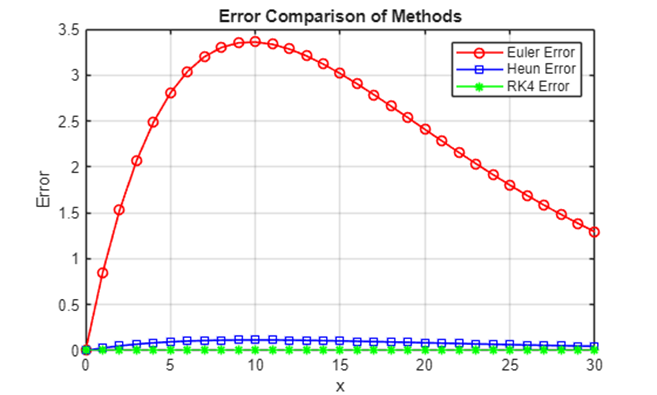 Error Comparison of Methods
3.5
3
2.5
2
1.5
1
0.5
0
Error
Euler Error
Heun Error
RK4 Error
0 5 10 15 20 25 30
x